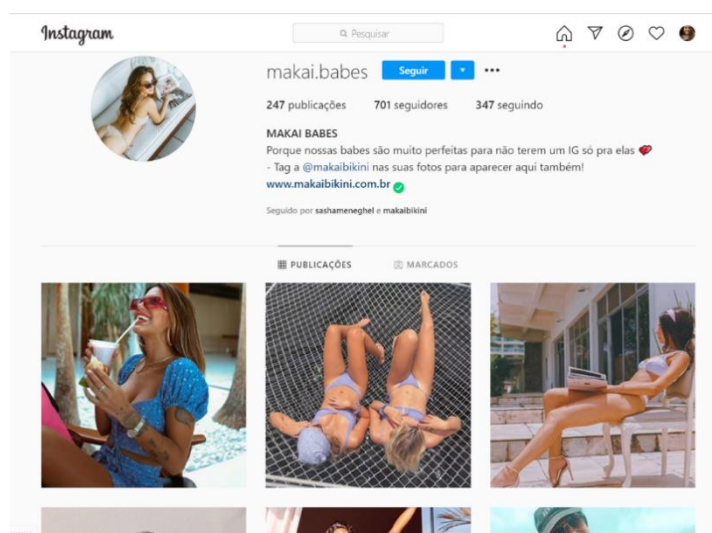 Instagram
Pesquisar
makai.babes Seguir
247 publicações 701 seguidores 347 seguindo
MAKAI BABES
Porque nossas babes são muito perfeitas para não terem um IG só pra elas
- Tag a @makaibikini nas suas fotos para aparecer aqui também!
www.makaibikini.com.br
Seguido por sashameneghel e makaibikini
PUBLICAÇÕES MARCADOS